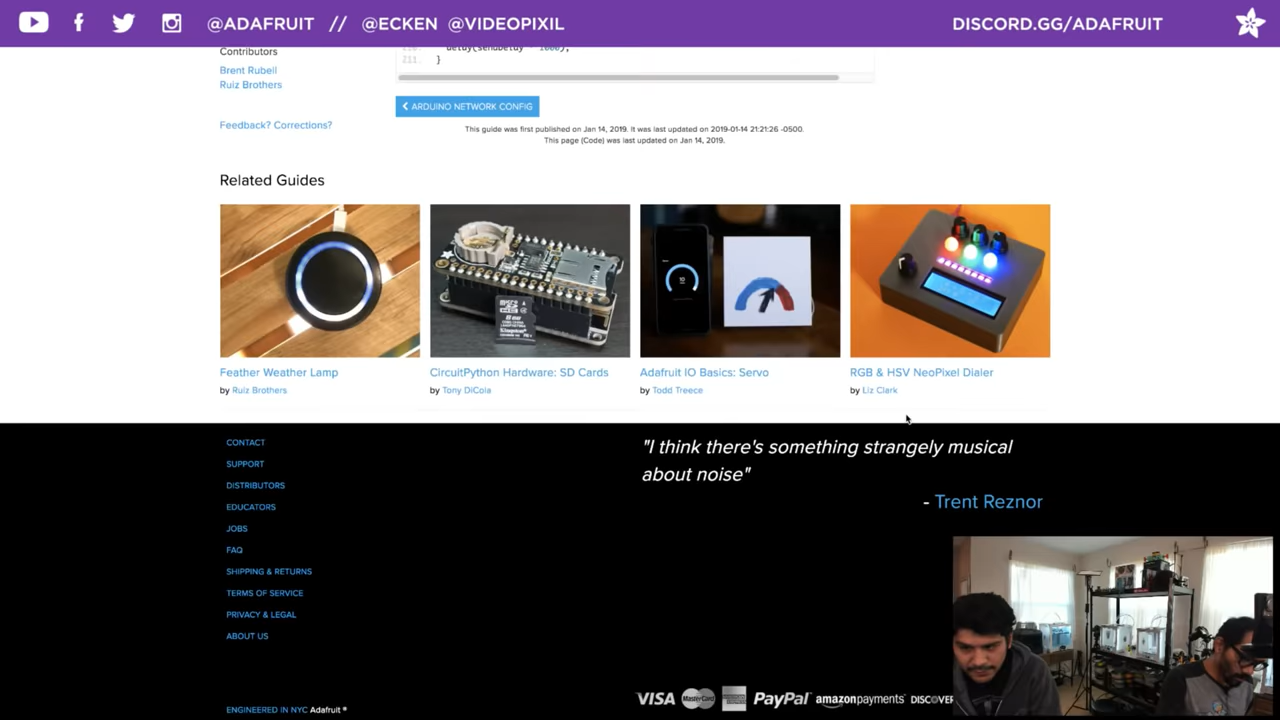 @ADAFRUIT // @ECKEN @VIDEOPIXIL
DISCORD.GG/ADAFRUIT
Contributors
Brent Rubell
Ruiz Brothers
Feedback? Corrections?
211. }
ARDUINO NETWORK CONFIG
This guide was first published on Jan 14, 2019. It was last updated on 2019-01-14 21:21:26 -0500.
This page (Code) was last updated on Jan 14, 2019.
Related Guides
Feather Weather Lamp
by Ruiz Brothers
CircuitPython Hardware: SD Cards
by Tony DiCola
Adafruit IO Basics: Servo
by Todd Treece
RGB & HSV NeoPixel Dialer
by Liz Clark
CONTACT
SUPPORT
DISTRIBUTORS
EDUCATORS
JOBS
FAQ
SHIPPING & RETURNS
TERMS OF SERVICE
PRIVACY & LEGAL
ABOUT US
ENGINEERED IN NYC Adafruit ®
"I think there's something strangely musical
about noise"
- Trent Reznor
VISA MasterCard PayPal amazonpayments DISCOVER